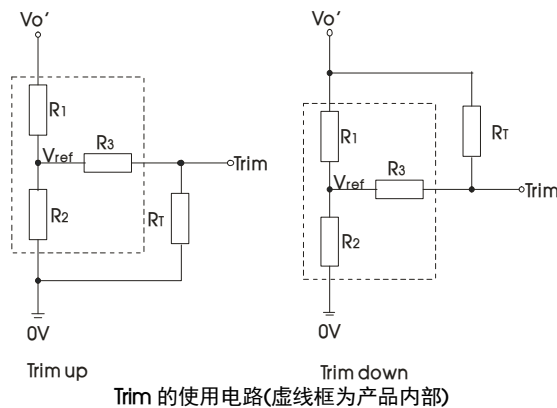 Vo'
R1
R3
Vref
Trim
R2
RT
0V
Trim up
Vo'
R1
RT
R3
Vref
Trim
R2
0V
Trim down
Trim 的使用电路(虚线框为产品内部)